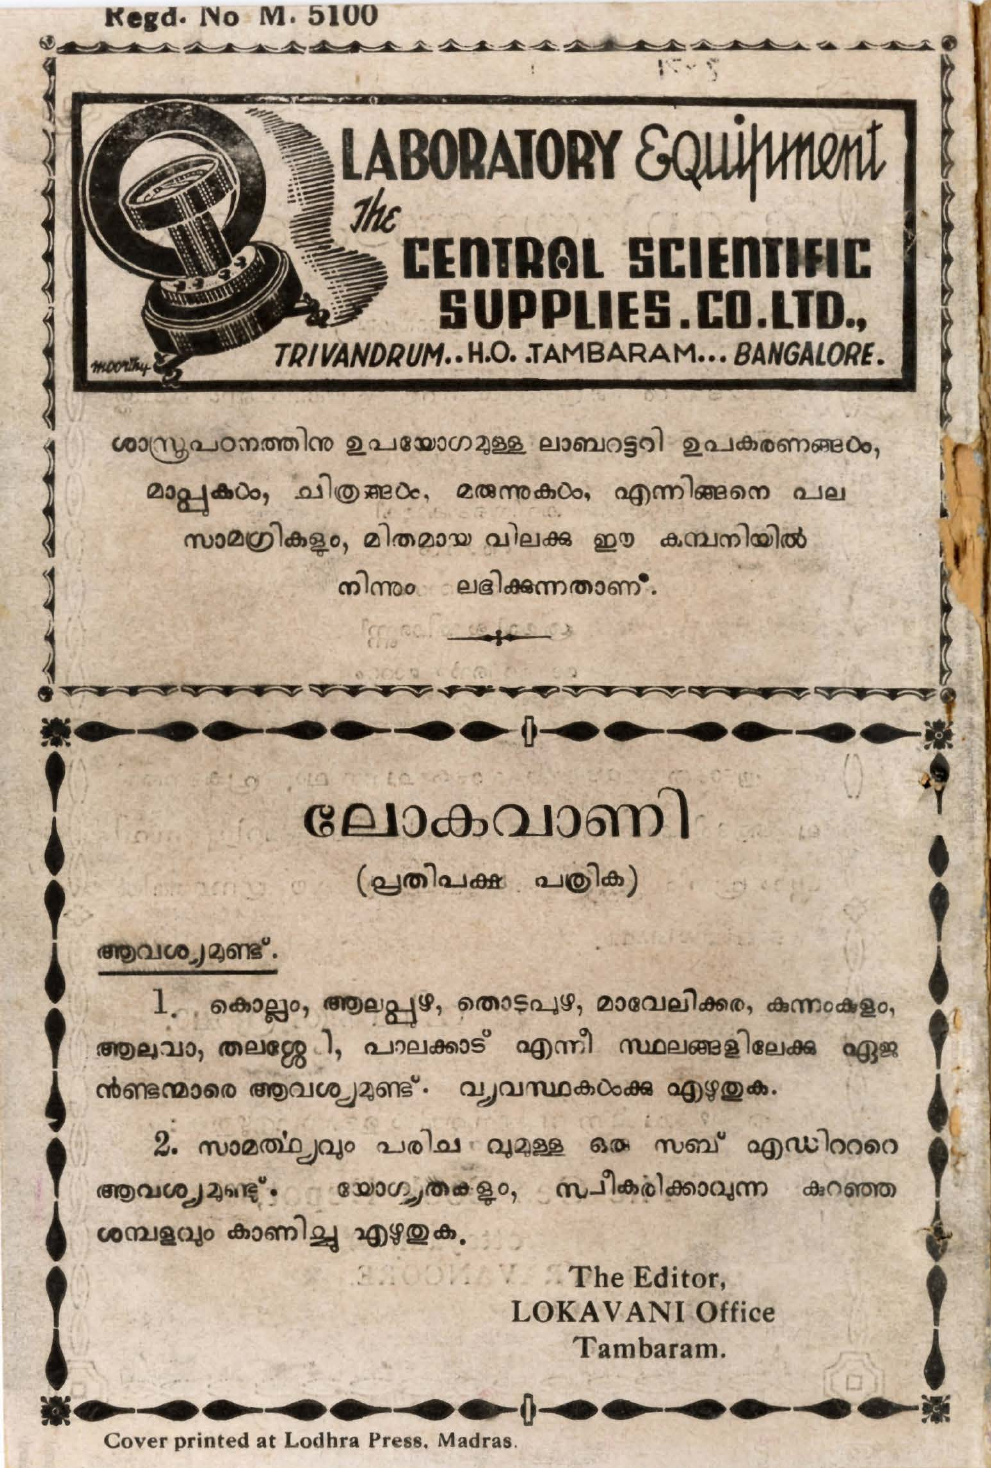 Regd. No M. 5100
LABORATORY Equipment
The
CENTRAL SCIENTIFIC
SUPPLIES.CO.LTD.,
TRIVANDRUM..H.O. .TAMBARAM... BANGALORE.
moorthy
ശാസ്ത്രപഠനത്തിനു ഉപയോഗമുള്ള ലാബറട്ടറി ഉപകരണങ്ങൾ,
മാപ്പുകൾ, ചിത്രങ്ങൾ, മരുന്നുകൾ, എന്നിങ്ങനെ പല
സാമഗ്രികളും, മിതമായ വിലക്കു ഈ കമ്പനിയിൽ
നിന്നും ലഭിക്കുന്നതാണ്.
ലോകവാണി
(പ്രതിപക്ഷ പത്രിക)
ആവശ്യമുണ്ട്.
1. കൊല്ലം, ആലപ്പുഴ, തൊടുപുഴ, മാവേലിക്കര, കുന്നംകുളം,
ആലുവാ, തലശ്ശേരി, പാലക്കാട് എന്നീ സ്ഥലങ്ങളിലേക്കു ഏജ
ൻണ്ടന്മാരെ ആവശ്യമുണ്ട്. വ്യവസ്ഥകൾക്കു എഴുതുക.
2. സാമർത്ഥ്യവും പരിച വുമുള്ള ഒരു സബ് എഡിറററെ
ആവശ്യമുണ്ട്. യോഗ്യതകളും, സ്വീകരിക്കാവുന്ന കുറഞ്ഞ
ശമ്പളവും കാണിച്ചു എഴുതുക.
The Editor,
LOKAVANI Office
Tambaram.
Cover printed at Lodhra Press, Madras.